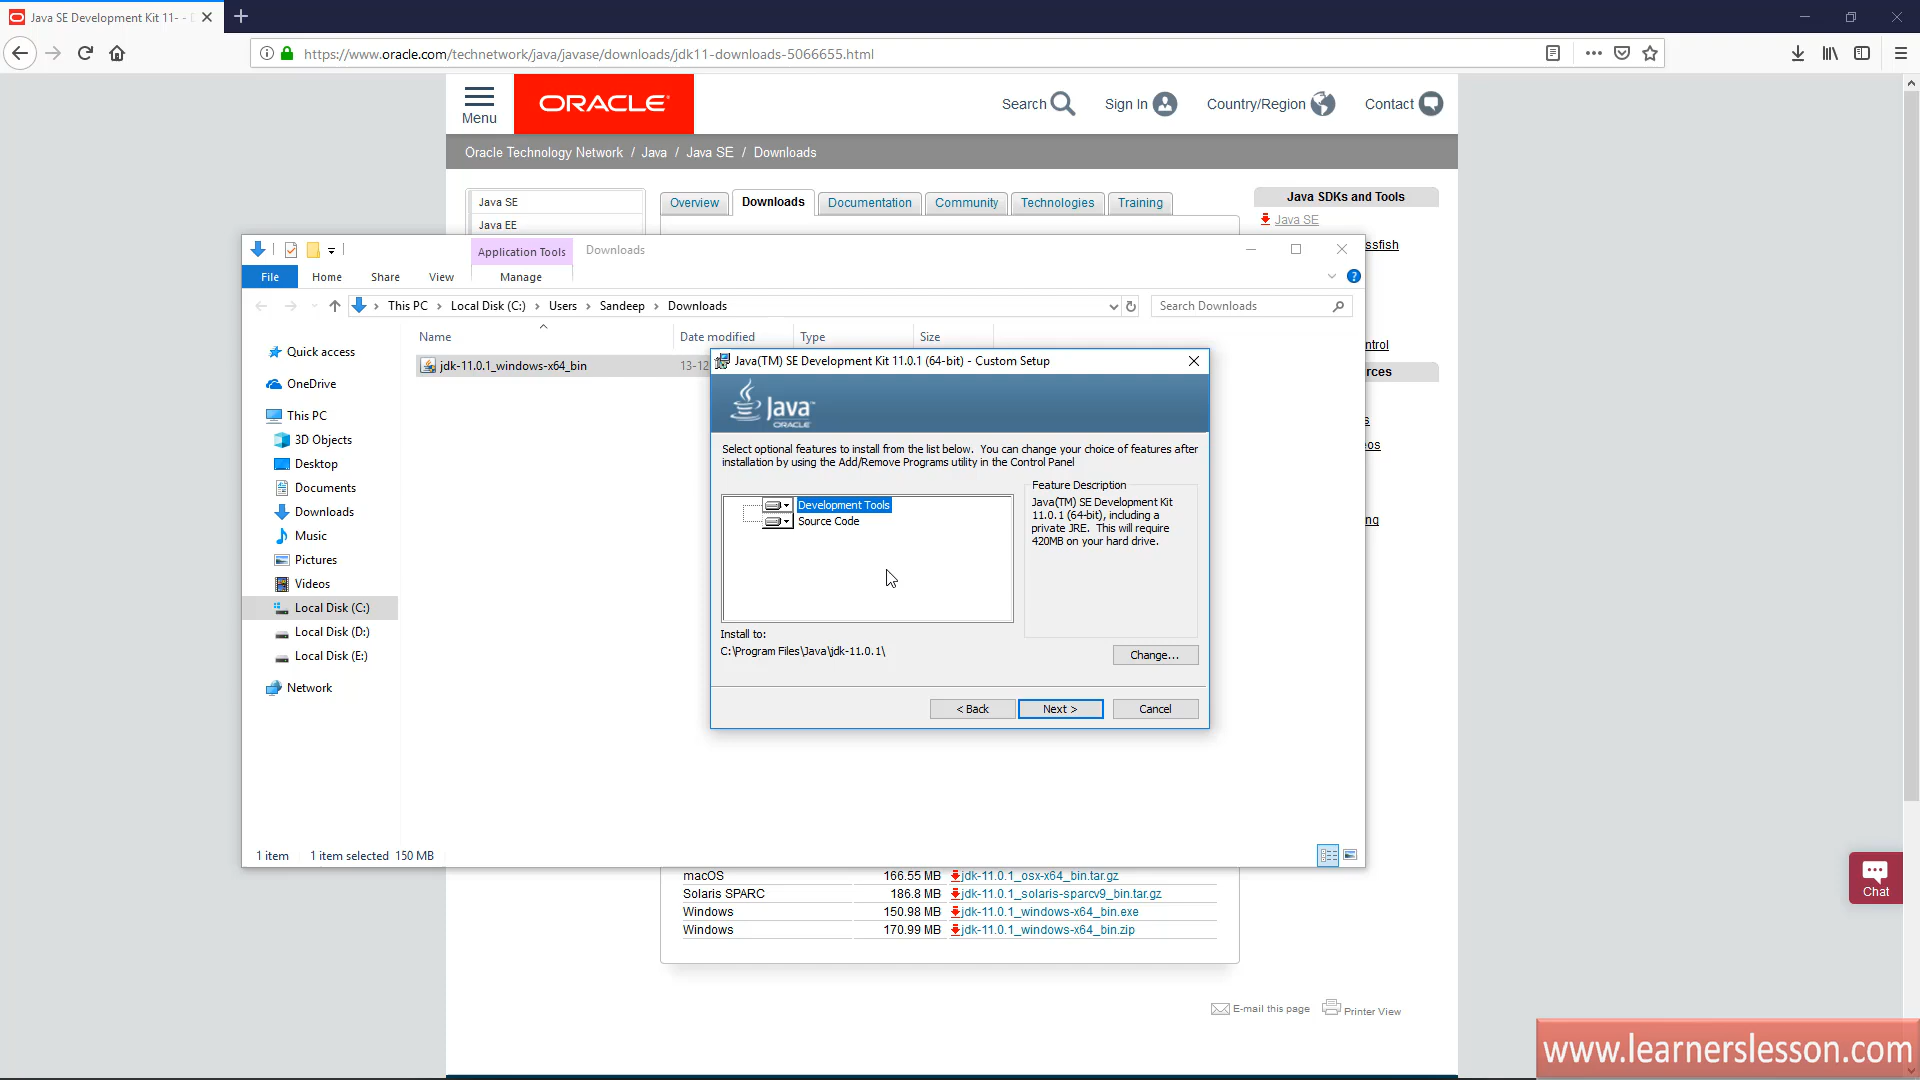 Java SE Development Kit 11- -
https://www.oracle.com/technetwork/java/javase/downloads/jdk11-downloads-5066655.html
Menu
ORACLE
Search
Sign In
Country/Region
Contact
Oracle Technology Network / Java / Java SE / Downloads
Java SE
Java EE
Overview
Downloads
Documentation
Community
Technologies
Training
Java SDKs and Tools
Java SE
ssfish
ntrol
rces
s
os
ng
Application Tools
Downloads
File
Home
Share
View
Manage
This PC
Local Disk (C:)
Users
Sandeep
Downloads
Search Downloads
Name
Date modified
Type
Size
Quick access
OneDrive
This PC
3D Objects
Desktop
Documents
Downloads
Music
Pictures
Videos
Local Disk (C:)
Local Disk (D:)
Local Disk (E:)
Network
jdk-11.0.1_windows-x64_bin
13-12
Java(TM) SE Development Kit 11.0.1 (64-bit) - Custom Setup
Java
ORACLE
Select optional features to install from the list below. You can change your choice of features after
installation by using the Add/Remove Programs utility in the Control Panel
Development Tools
Source Code
Feature Description
Java(TM) SE Development Kit
11.0.1 (64-bit), including a
private JRE. This will require
420MB on your hard drive.
Install to:
C:\Program Files\Java\jdk-11.0.1\
Change...
< Back
Next >
Cancel
1 item
1 item selected 150 MB
macOS 166.55 MB jdk-11.0.1_osx-x64_bin.tar.gz
Solaris SPARC 186.8 MB jdk-11.0.1_solaris-sparcv9_bin.tar.gz
Windows 150.98 MB jdk-11.0.1_windows-x64_bin.exe
Windows 170.99 MB jdk-11.0.1_windows-x64_bin.zip
Chat
E-mail this page
Printer View
www.learnerslesson.com